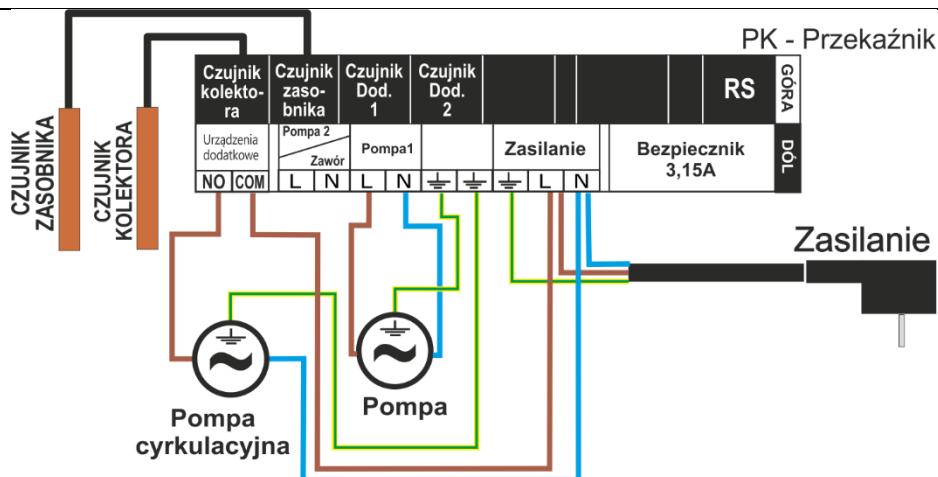 PK - Przekaźnik
CZUJNIK
ZASOBNIKA
CZUJNIK
KOLEKTORA
Czujnik
kolekto-
ra
Czujnik
zaso-
bnika
Czujnik
Dod.
1
Czujnik
Dod.
2
RS
GÓRA
Urządzenia
dodatkowe
Pompa 2
Zawór
Pompa1
Zasilanie
Bezpiecznik
3,15A
DÓL
NO COM L N L N L N
Zasilanie
Pompa
cyrkulacyjna
Pompa